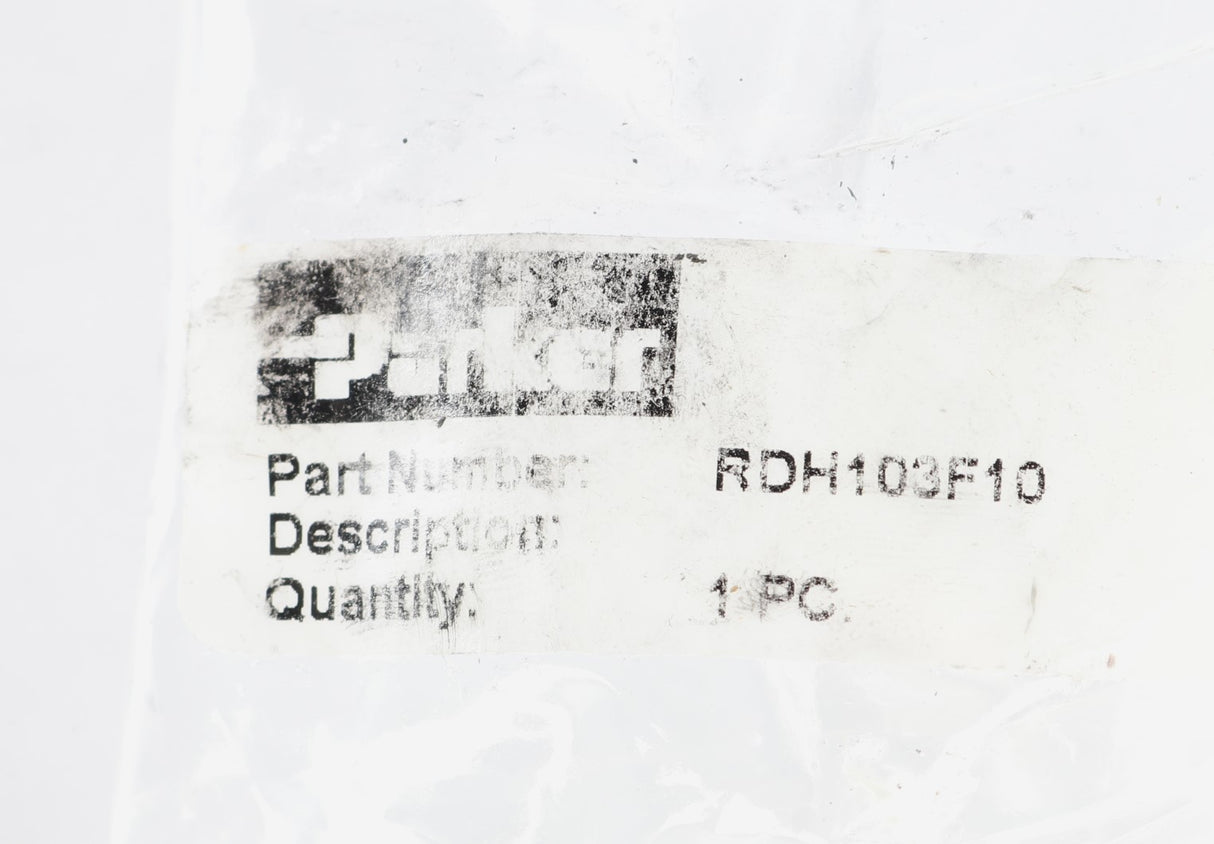 Parker
Part Number: RDH103F10
Description:
Quantity: 1 PC.